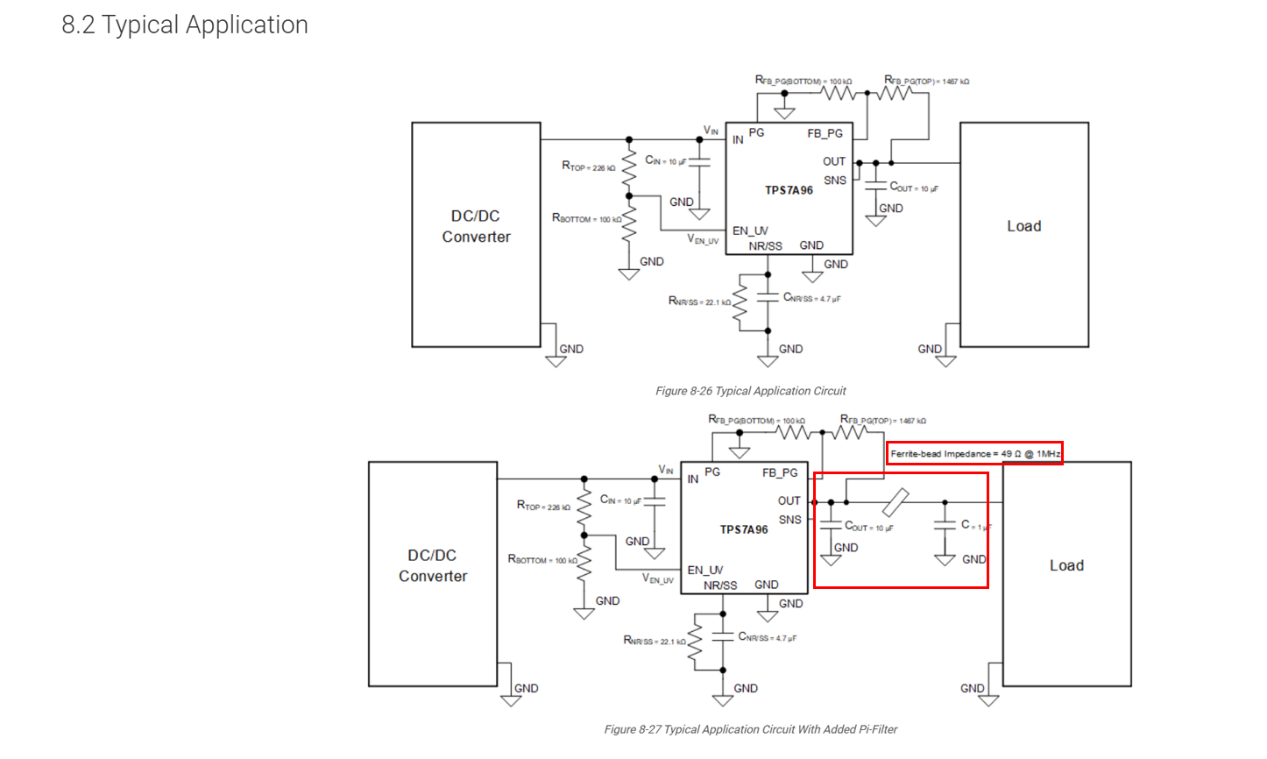 8.2 Typical Application
RFB_PG(BOTTOM) = 100 kΩ
RFB_PG(TOP) = 1467 kΩ
VIN
IN
PG
FB_PG
RTOP = 226 kΩ
CIN = 10 µF
OUT
SNS
TPS7A96
COUT = 10 µF
GND
GND
DC/DC
Converter
RBOTTOM = 100 kΩ
Load
EN_UV
VEN_UV
NR/SS
GND
GND
GND
RNR/SS = 22.1 kΩ
CNR/SS = 4.7 µF
GND
GND
GND
Figure 8-26 Typical Application Circuit
RFB_PG(BOTTOM) = 100 kΩ
RFB_PG(TOP) = 1467 kΩ
Ferrite-bead Impedance = 49 Ω @ 1MHz
VIN
IN
PG
FB_PG
RTOP = 226 kΩ
CIN = 10 µF
OUT
SNS
TPS7A96
COUT = 10 µF
C = 1 µF
GND
GND
GND
DC/DC
Converter
RBOTTOM = 100 kΩ
Load
EN_UV
VEN_UV
NR/SS
GND
GND
GND
RNR/SS = 22.1 kΩ
CNR/SS = 4.7 µF
GND
GND
GND
Figure 8-27 Typical Application Circuit With Added Pi-Filter